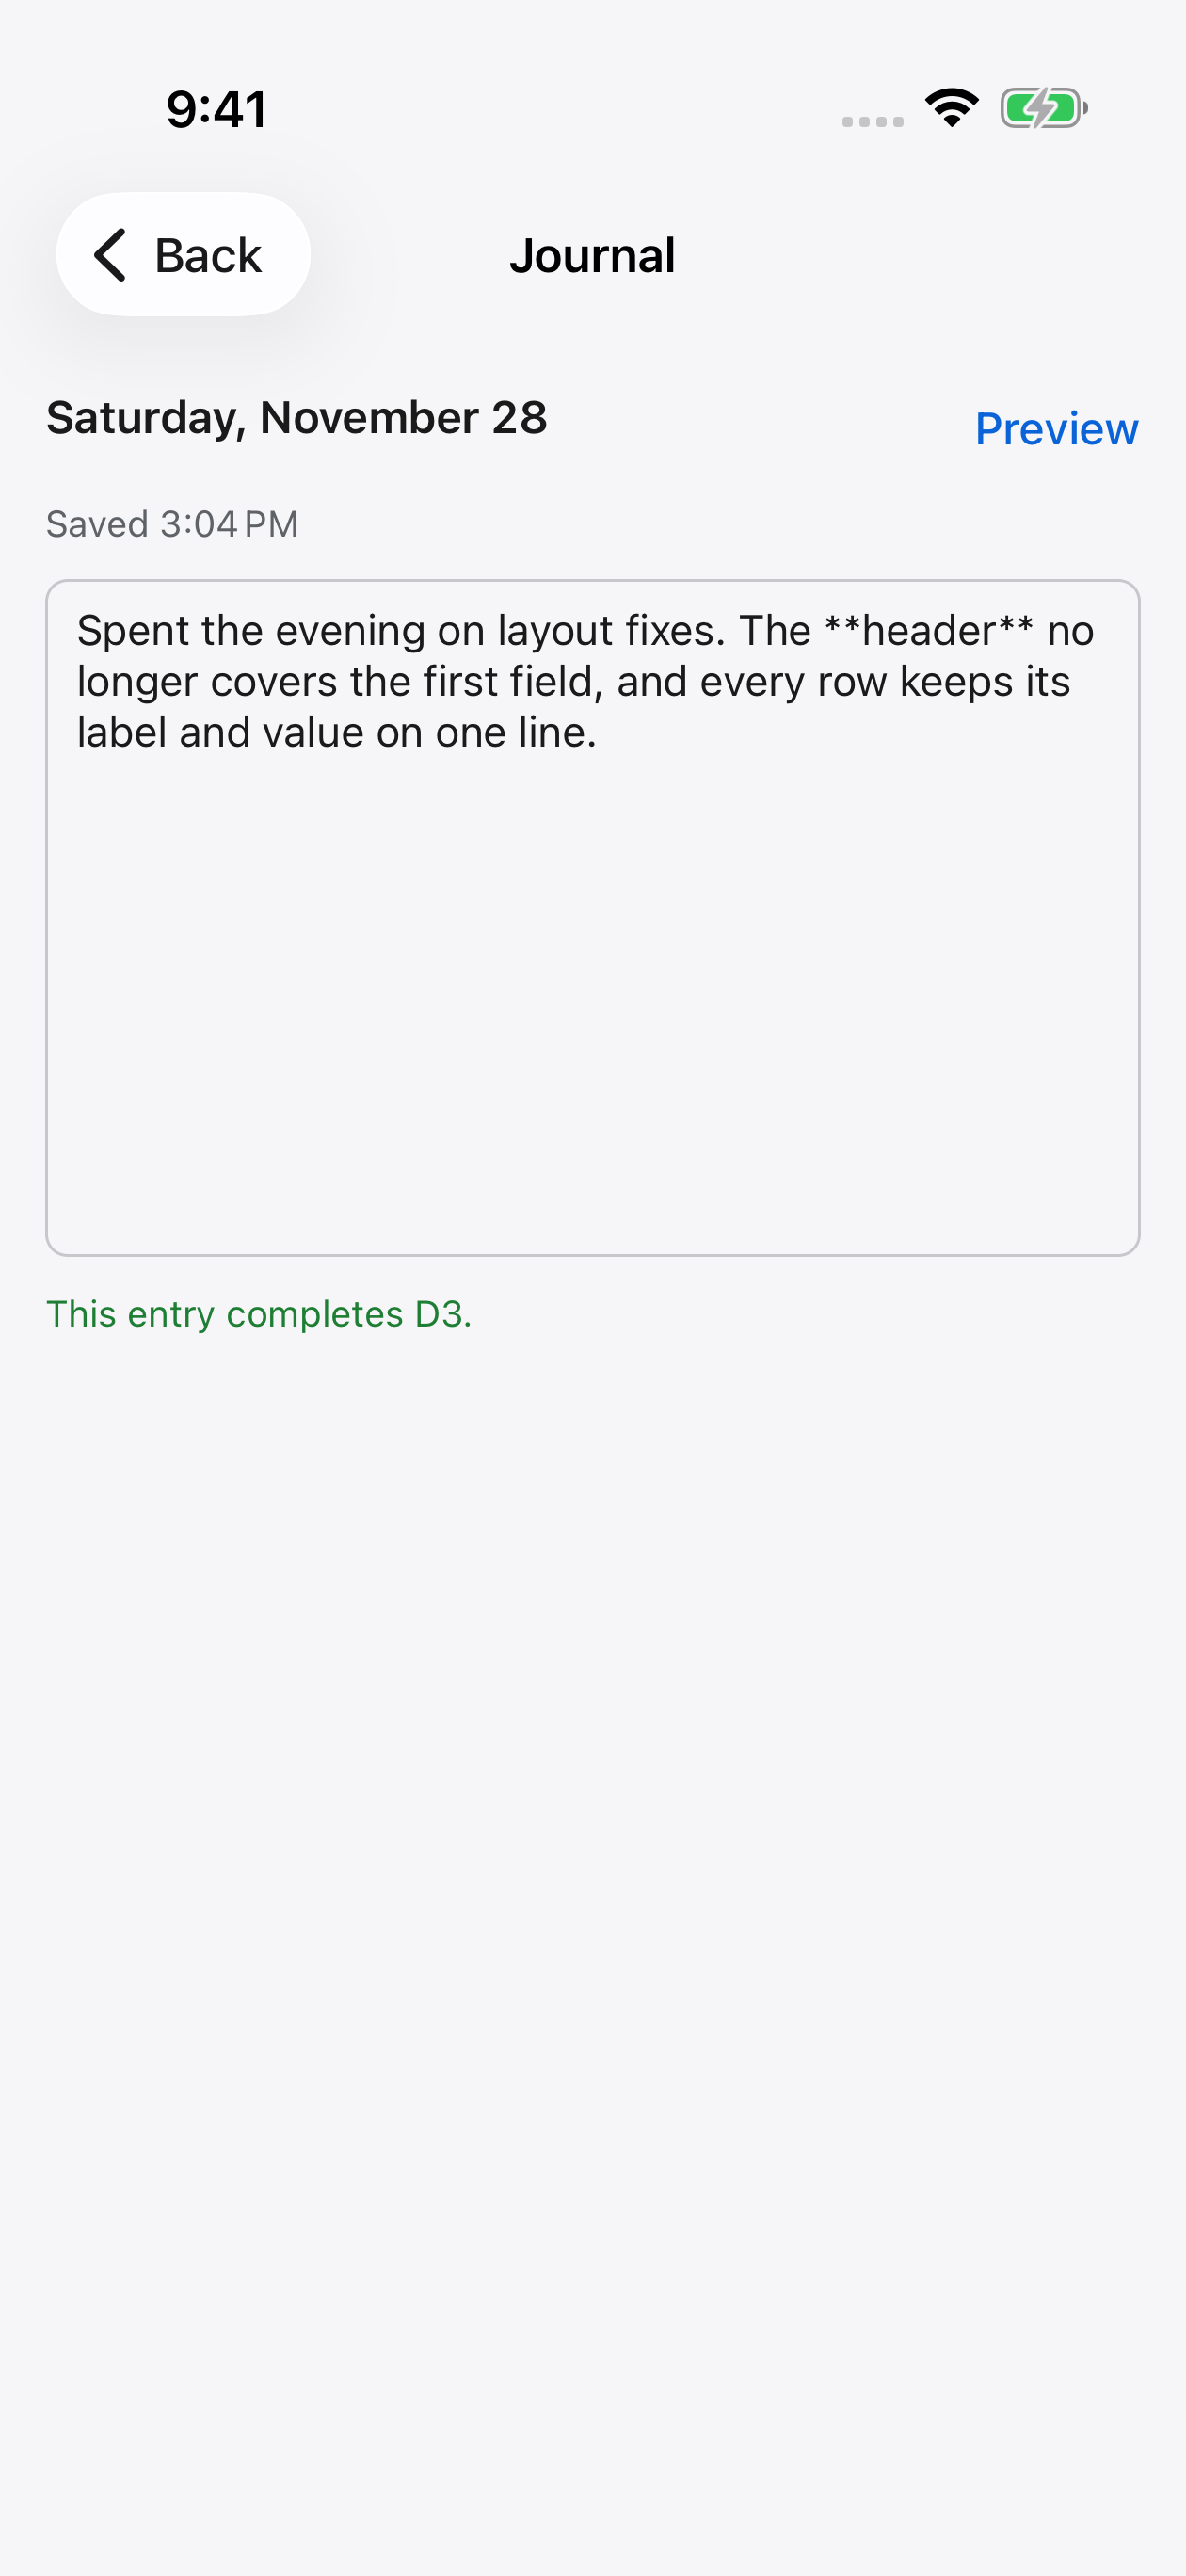 9:41
Back
Journal
Saturday, November 28
Preview
Saved 3:04 PM
Spent the evening on layout fixes. The **header** no
longer covers the first field, and every row keeps its
label and value on one line.
This entry completes D3.